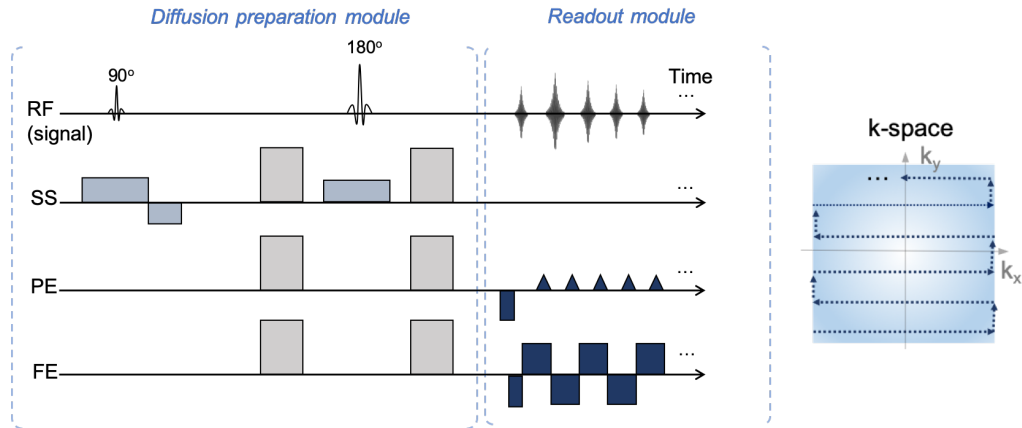 Diffusion preparation module
Readout module
90°
180°
Time
...
RF
(signal)
SS
...
PE
...
FE
...
k-space
ky
...
kx